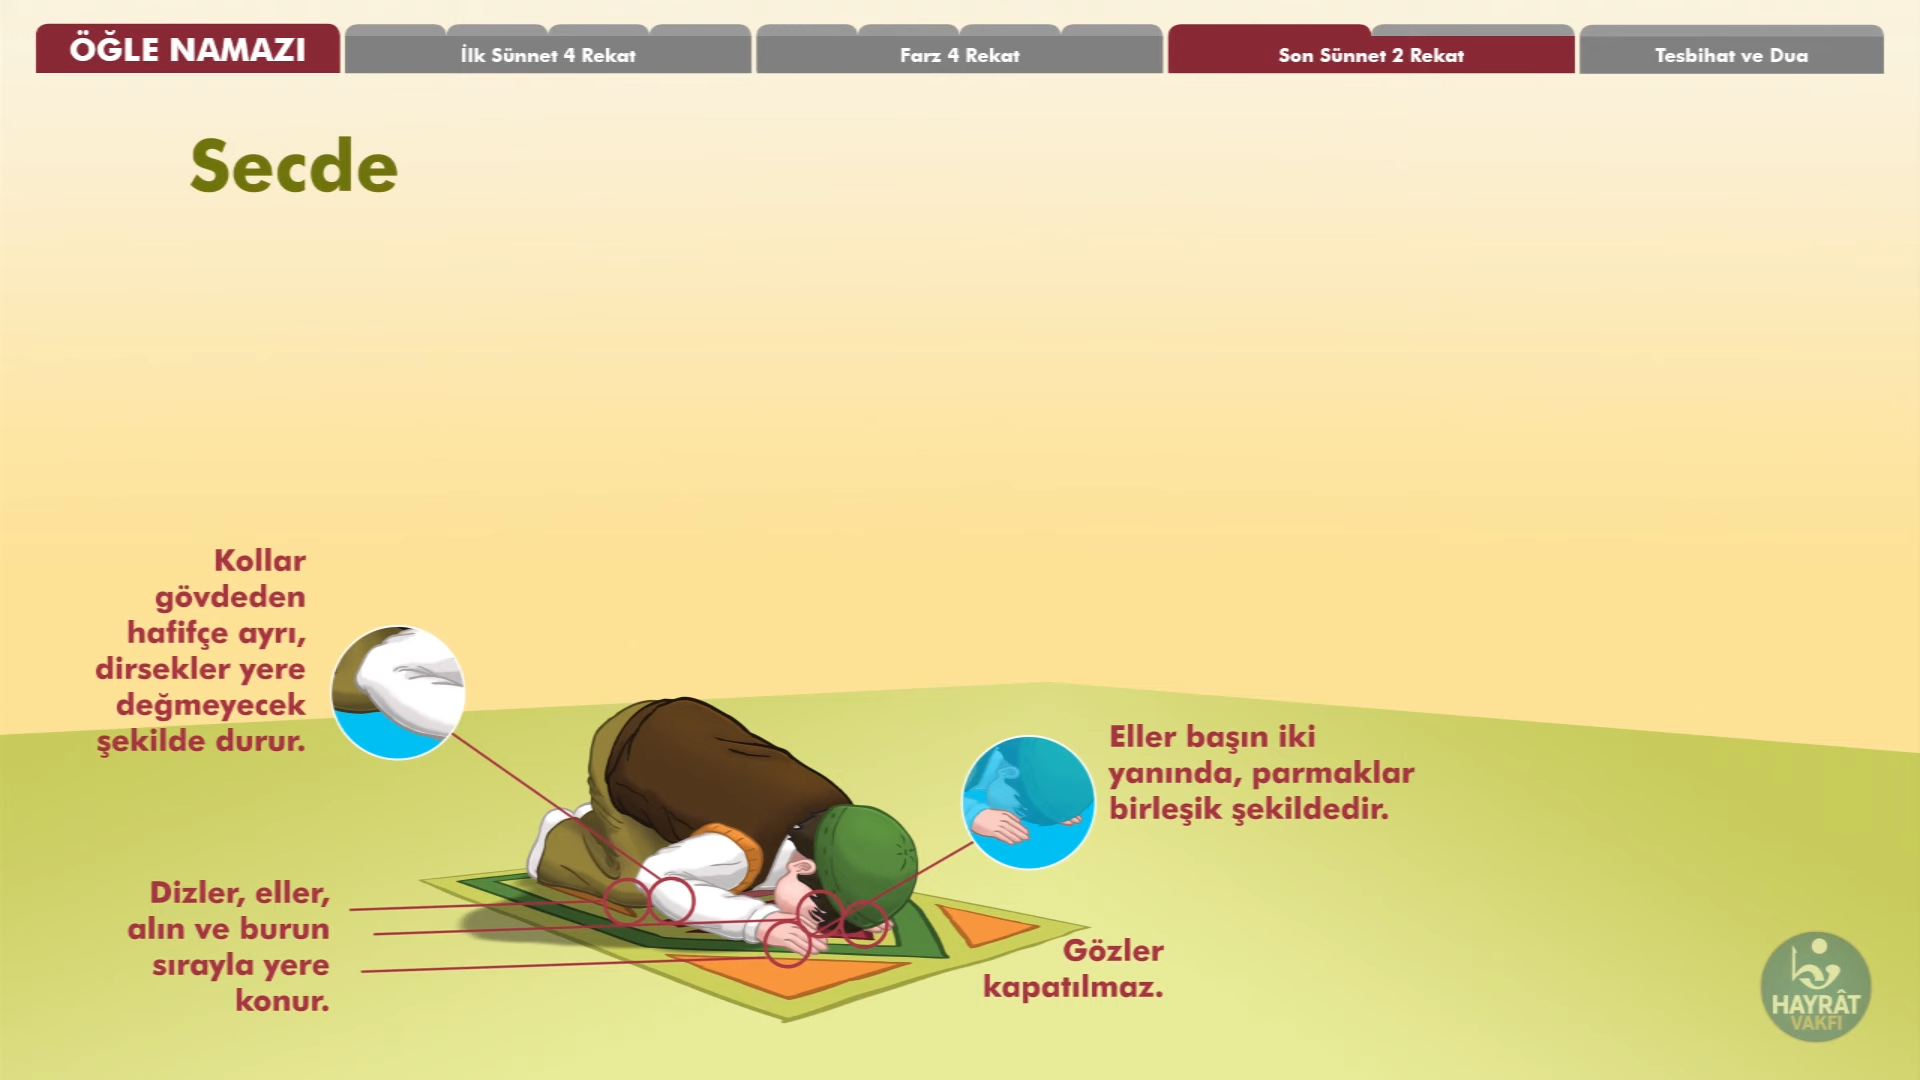 ÖĞLE NAMAZI
İlk Sünnet 4 Rekat
Farz 4 Rekat
Son Sünnet 2 Rekat
Tesbihat ve Dua
Secde
Kollar
gövdeden
hafifçe ayrı,
dirsekler yere
değmeyecek
şekilde durur.
Eller başın iki
yanında, parmaklar
birleşik şekildedir.
Dizler, eller,
alın ve burun
sırayla yere
konur.
Gözler
kapatılmaz.
HAYRÂT
VAKFI